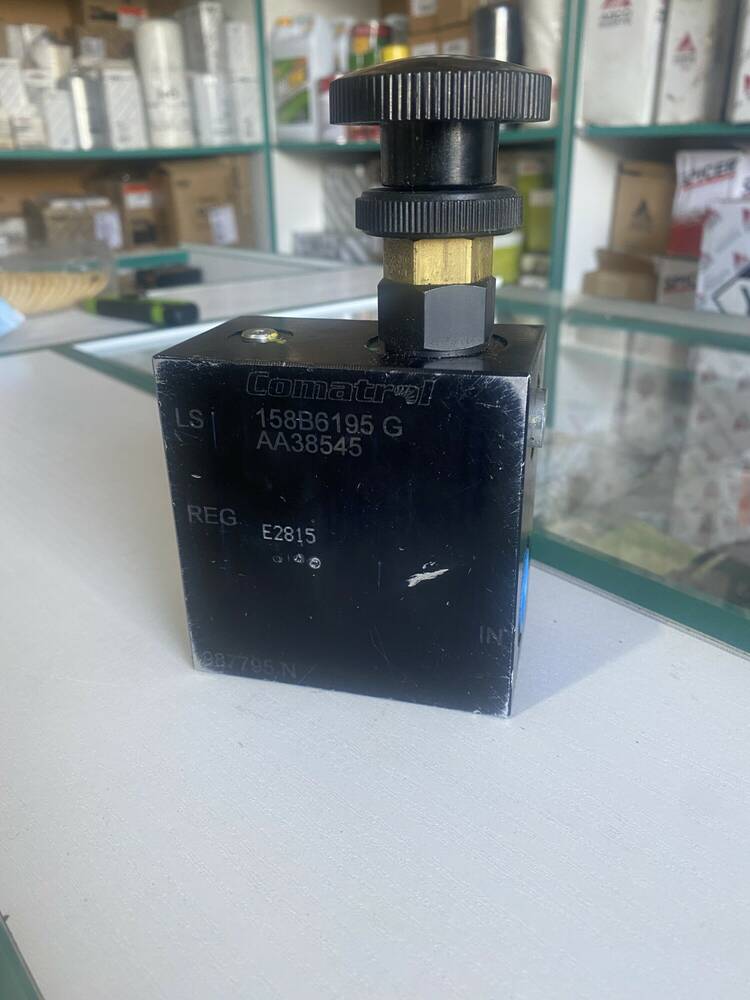 Comatrol
LS
158B6195 G
AA38545
REG
E2815
IN
987795 N